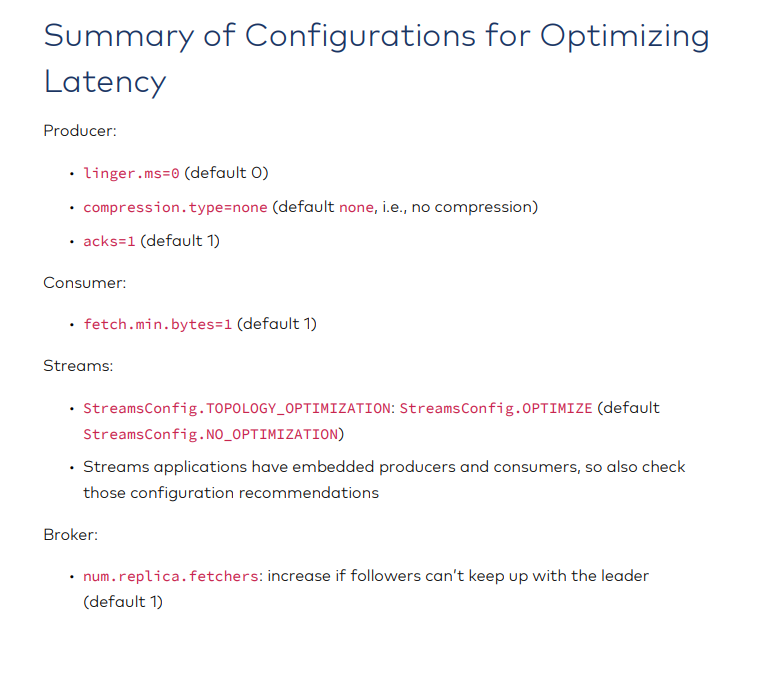 Summary of Configurations for Optimizing
Latency
Producer:
• linger.ms=0 (default 0)
• compression.type=none (default none, i.e., no compression)
• acks=1 (default 1)
Consumer:
• fetch.min.bytes=1 (default 1)
Streams:
• StreamsConfig.TOPOLOGY_OPTIMIZATION: StreamsConfig.OPTIMIZE (default
StreamsConfig.NO_OPTIMIZATION)
• Streams applications have embedded producers and consumers, so also check
those configuration recommendations
Broker:
• num.replica.fetchers: increase if followers can’t keep up with the leader
(default 1)